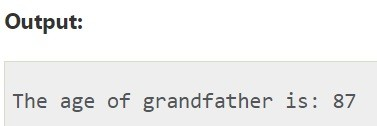 Output:
The age of grandfather is: 87